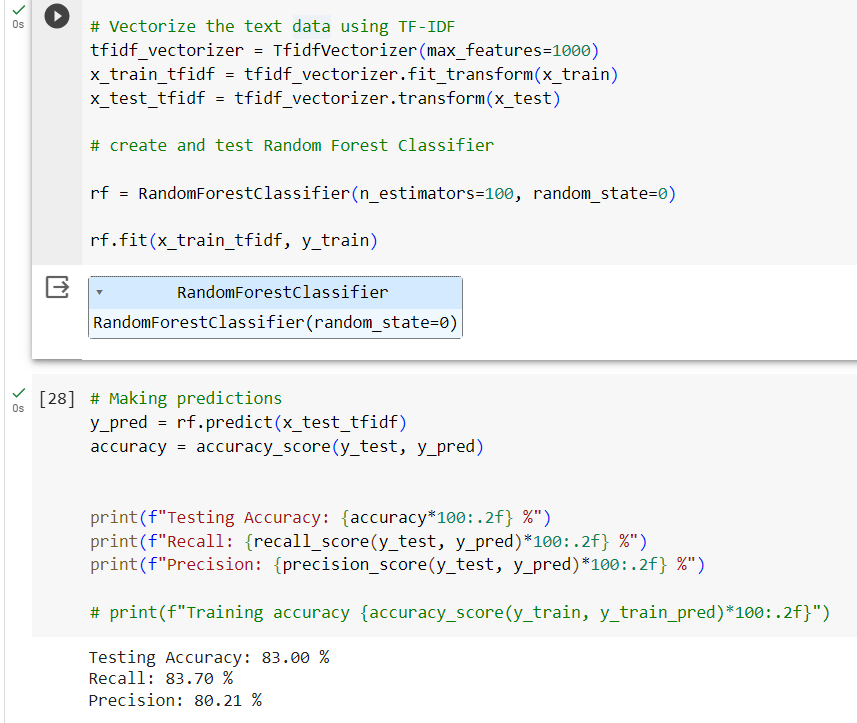 0s
# Vectorize the text data using TF-IDF
tfidf_vectorizer = TfidfVectorizer(max_features=1000)
x_train_tfidf = tfidf_vectorizer.fit_transform(x_train)
x_test_tfidf = tfidf_vectorizer.transform(x_test)
# create and test Random Forest Classifier
rf = RandomForestClassifier(n_estimators=100, random_state=0)
rf.fit(x_train_tfidf, y_train)
RandomForestClassifier
RandomForestClassifier(random_state=0)
0s
[28] # Making predictions
y_pred = rf.predict(x_test_tfidf)
accuracy = accuracy_score(y_test, y_pred)
print(f"Testing Accuracy: {accuracy*100:.2f} %")
print(f"Recall: {recall_score(y_test, y_pred)*100:.2f} %")
print(f"Precision: {precision_score(y_test, y_pred)*100:.2f} %")
# print(f"Training accuracy {accuracy_score(y_train, y_train_pred)*100:.2f}")
Testing Accuracy: 83.00 %
Recall: 83.70 %
Precision: 80.21 %